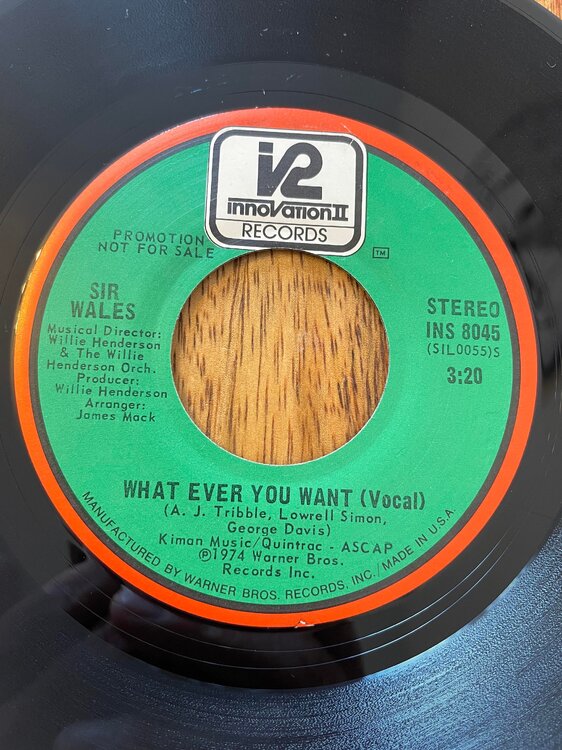 i2
innovation II
RECORDS
PROMOTION
NOT FOR SALE
TM
SIR
WALES
Musical Director:
Willie Henderson
& The Willie
Henderson Orch.
Producer:
Willie Henderson
Arranger:
James Mack
STEREO
INS 8045
(SIL0055)S
3:20
WHAT EVER YOU WANT (Vocal)
(A. J. Tribble, Lowrell Simon,
George Davis)
Kiman Music/Quintrac - ASCAP
℗1974 Warner Bros.
Records Inc.
MANUFACTURED BY WARNER BROS. RECORDS, INC./MADE IN U.S.A